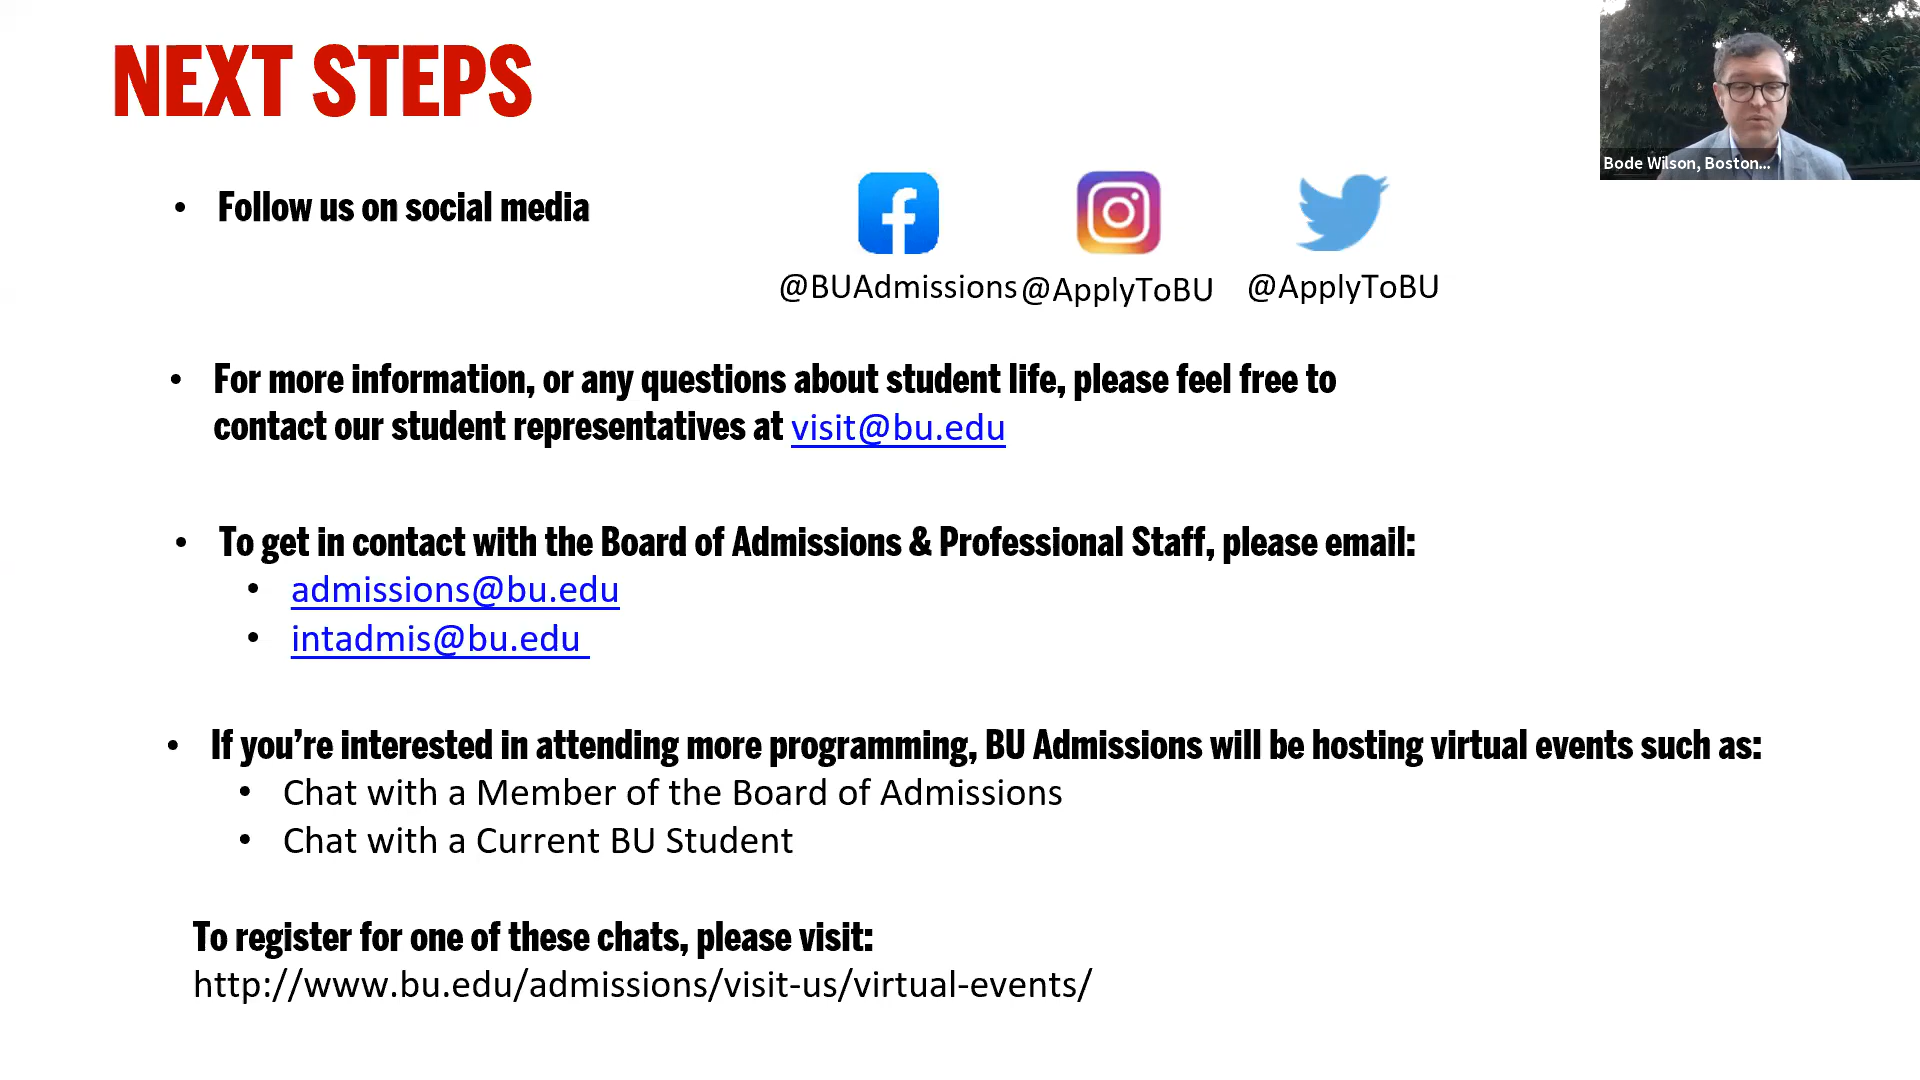 NEXT STEPS
Bode Wilson, Boston...
• Follow us on social media
@BUAdmissions @ApplyToBU @ApplyToBU
• For more information, or any questions about student life, please feel free to
contact our student representatives at visit@bu.edu
• To get in contact with the Board of Admissions & Professional Staff, please email:
• admissions@bu.edu
• intadmis@bu.edu
• If you’re interested in attending more programming, BU Admissions will be hosting virtual events such as:
• Chat with a Member of the Board of Admissions
• Chat with a Current BU Student
To register for one of these chats, please visit:
http://www.bu.edu/admissions/visit-us/virtual-events/